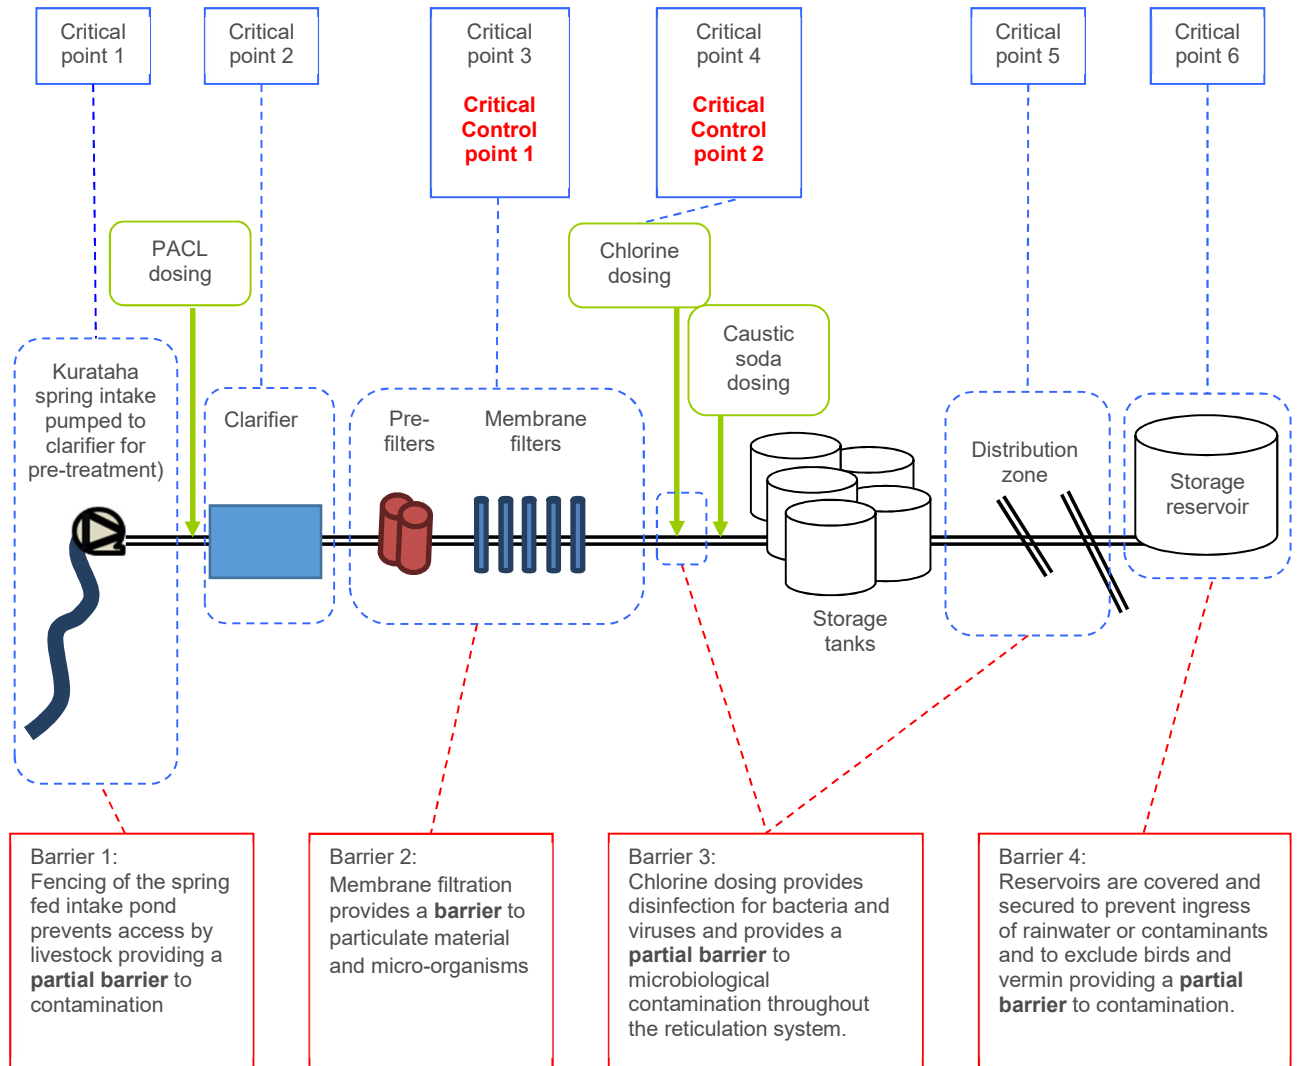 Critical
point 1
Critical
point 2
Critical
point 3
Critical
Control
point 1
Critical
point 4
Critical
Control
point 2
Critical
point 5
Critical
point 6
PACL
dosing
Chlorine
dosing
Caustic
soda
dosing
Kurataha
spring intake
pumped to
clarifier for
pre-treatment)
Clarifier
Pre-
filters
Membrane
filters
Storage
tanks
Distribution
zone
Storage
reservoir
Barrier 1:
Fencing of the spring
fed intake pond
prevents access by
livestock providing a
partial barrier to
contamination
Barrier 2:
Membrane filtration
provides a barrier to
particulate material
and micro-organisms
Barrier 3:
Chlorine dosing provides
disinfection for bacteria and
viruses and provides a
partial barrier to
microbiological
contamination throughout
the reticulation system.
Barrier 4:
Reservoirs are covered and
secured to prevent ingress
of rainwater or contaminants
and to exclude birds and
vermin providing a partial
barrier to contamination.